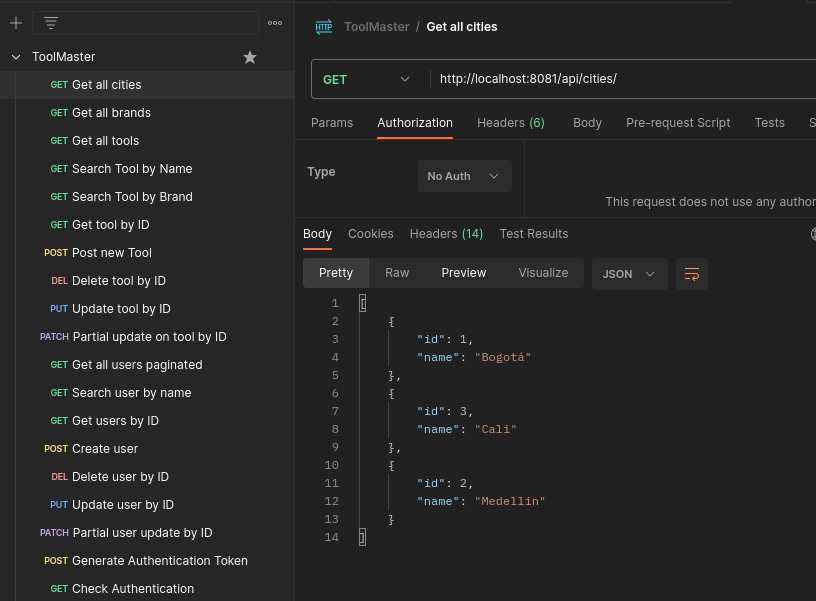 ToolMaster
GET Get all cities
GET Get all brands
GET Get all tools
GET Search Tool by Name
GET Search Tool by Brand
GET Get tool by ID
POST Post new Tool
DEL Delete tool by ID
PUT Update tool by ID
PATCH Partial update on tool by ID
GET Get all users paginated
GET Search user by name
GET Get users by ID
POST Create user
DEL Delete user by ID
PUT Update user by ID
PATCH Partial user update by ID
POST Generate Authentication Token
GET Check Authentication
HTTP ToolMaster / Get all cities
GET http://localhost:8081/api/cities/
Params Authorization Headers (6) Body Pre-request Script Tests S
Type No Auth
This request does not use any author
Body Cookies Headers (14) Test Results
Pretty Raw Preview Visualize JSON
1 [
2 {
3 "id": 1,
4 "name": "Bogotá"
5 },
6 {
7 "id": 3,
8 "name": "Cali"
9 },
10 {
11 "id": 2,
12 "name": "Medellin"
13 }
14 ]